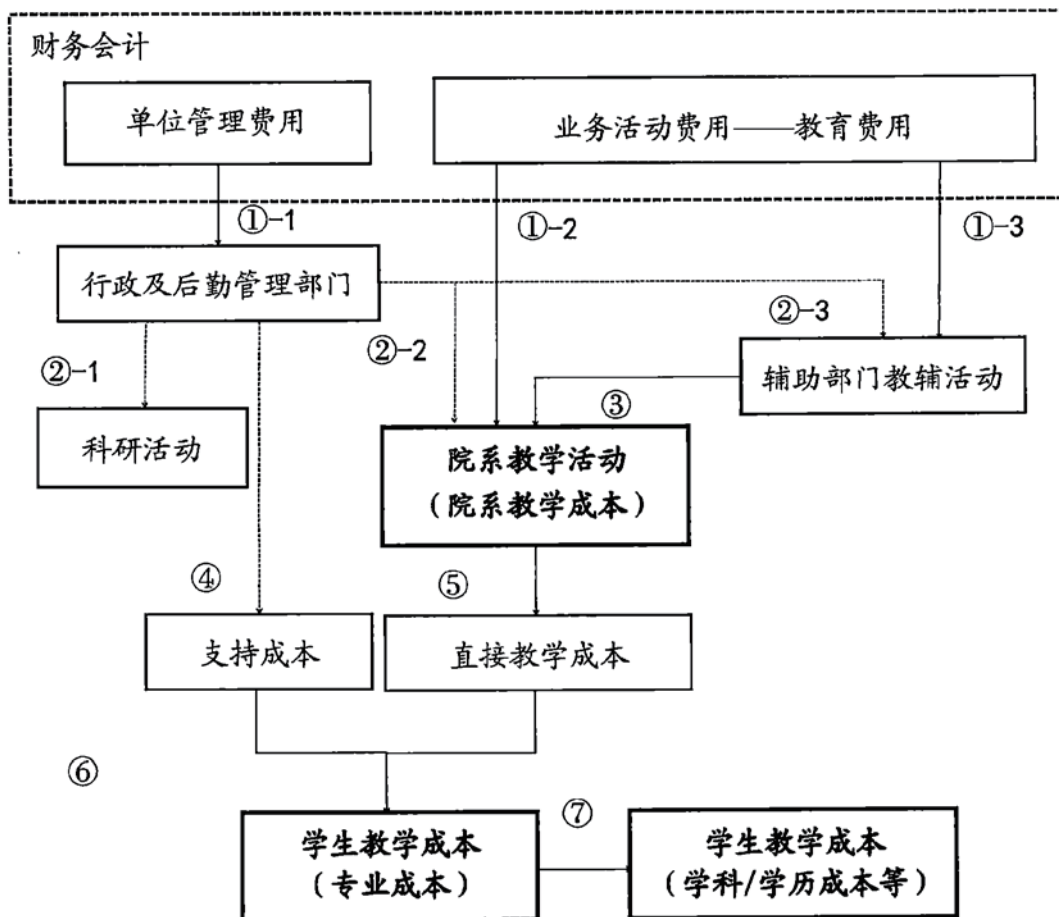 财务会计
单位管理费用
业务活动费用——教育费用
①-1
①-2
①-3
行政及后勤管理部门
②-1
②-2
②-3
辅助部门教辅活动
科研活动
③
院系教学活动
（院系教学成本）
④
⑤
支持成本
直接教学成本
⑥
⑦
学生教学成本
（专业成本）
学生教学成本
（学科/学历成本等）